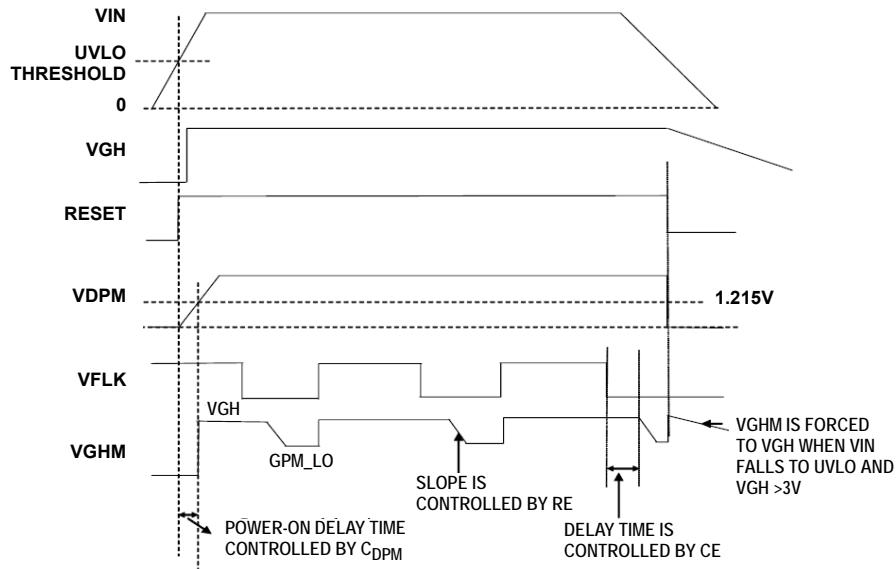 VIN
UVLO
THRESHOLD
0
VGH
RESET
VDPM
1.215V
VFLK
VGH
VGHM
GPM_LO
SLOPE IS
CONTROLLED BY RE
VGHM IS FORCED
TO VGH WHEN VIN
FALLS TO UVLO AND
VGH >3V
POWER-ON DELAY TIME
CONTROLLED BY CDPM
DELAY TIME IS
CONTROLLED BY CE